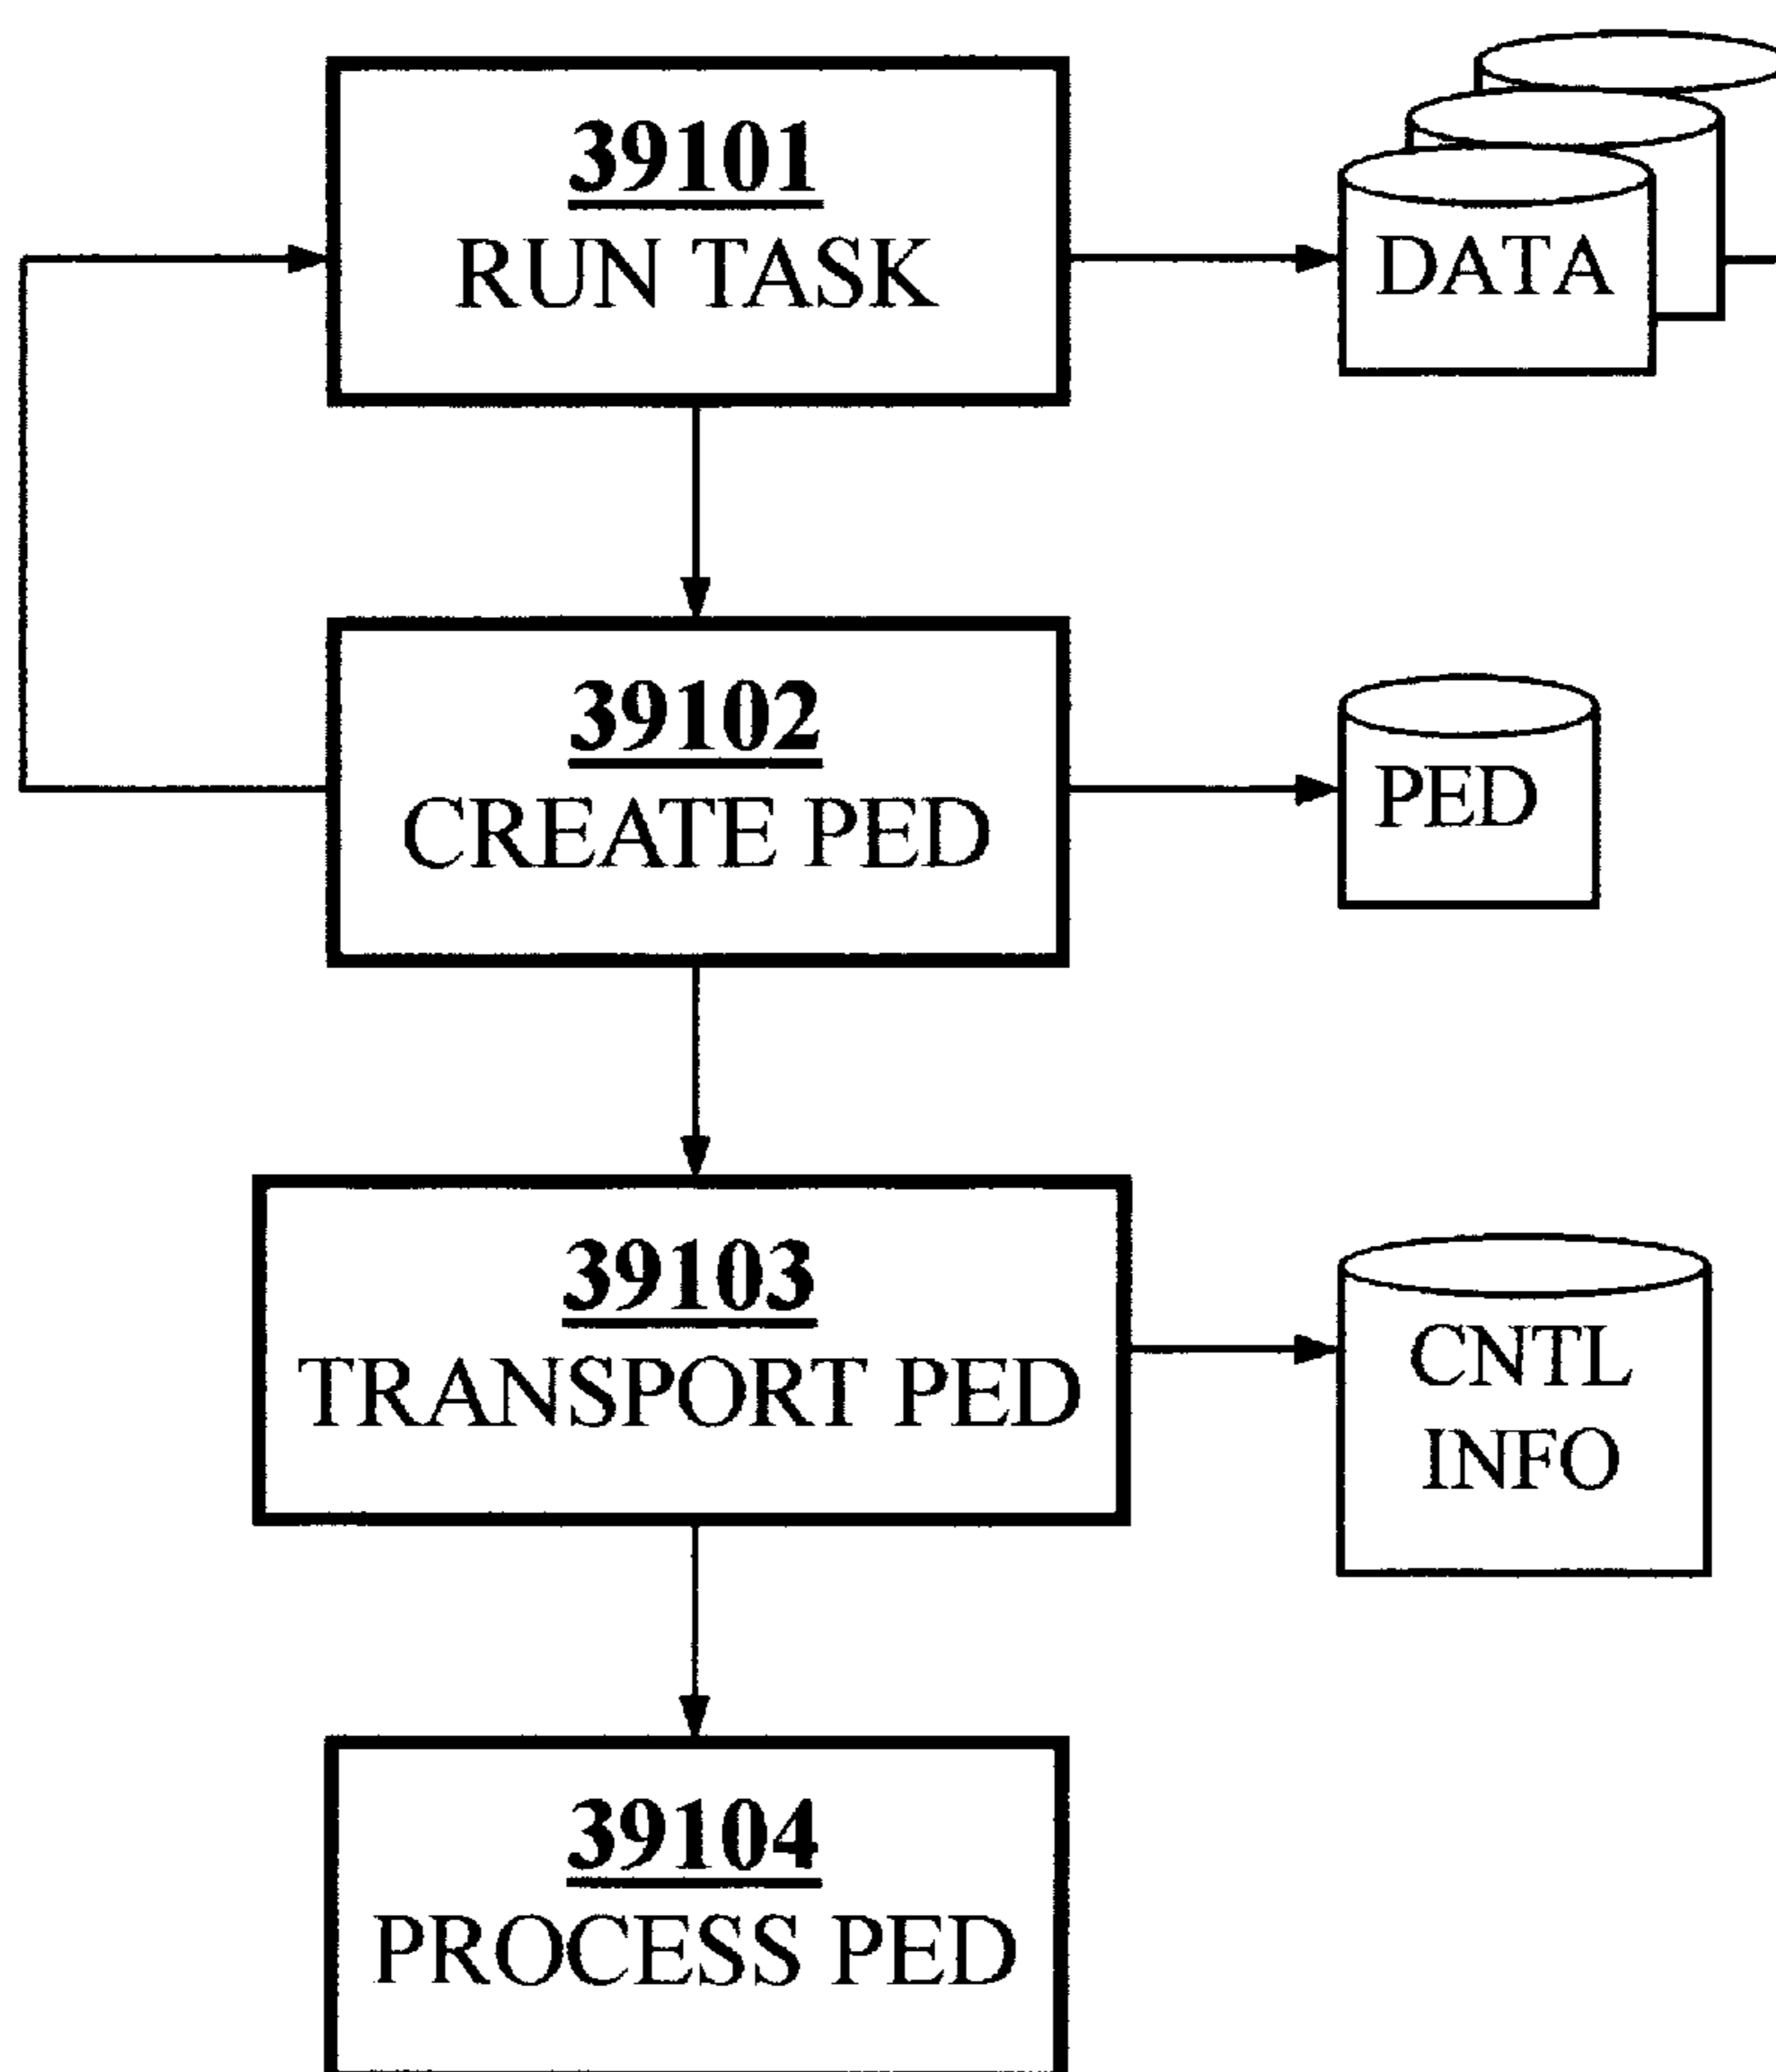 39101
RUN TASK
DATA
39102
CREATE PED
PED
39103
TRANSPORT PED
CNTL
INFO
39104
PROCESS PED